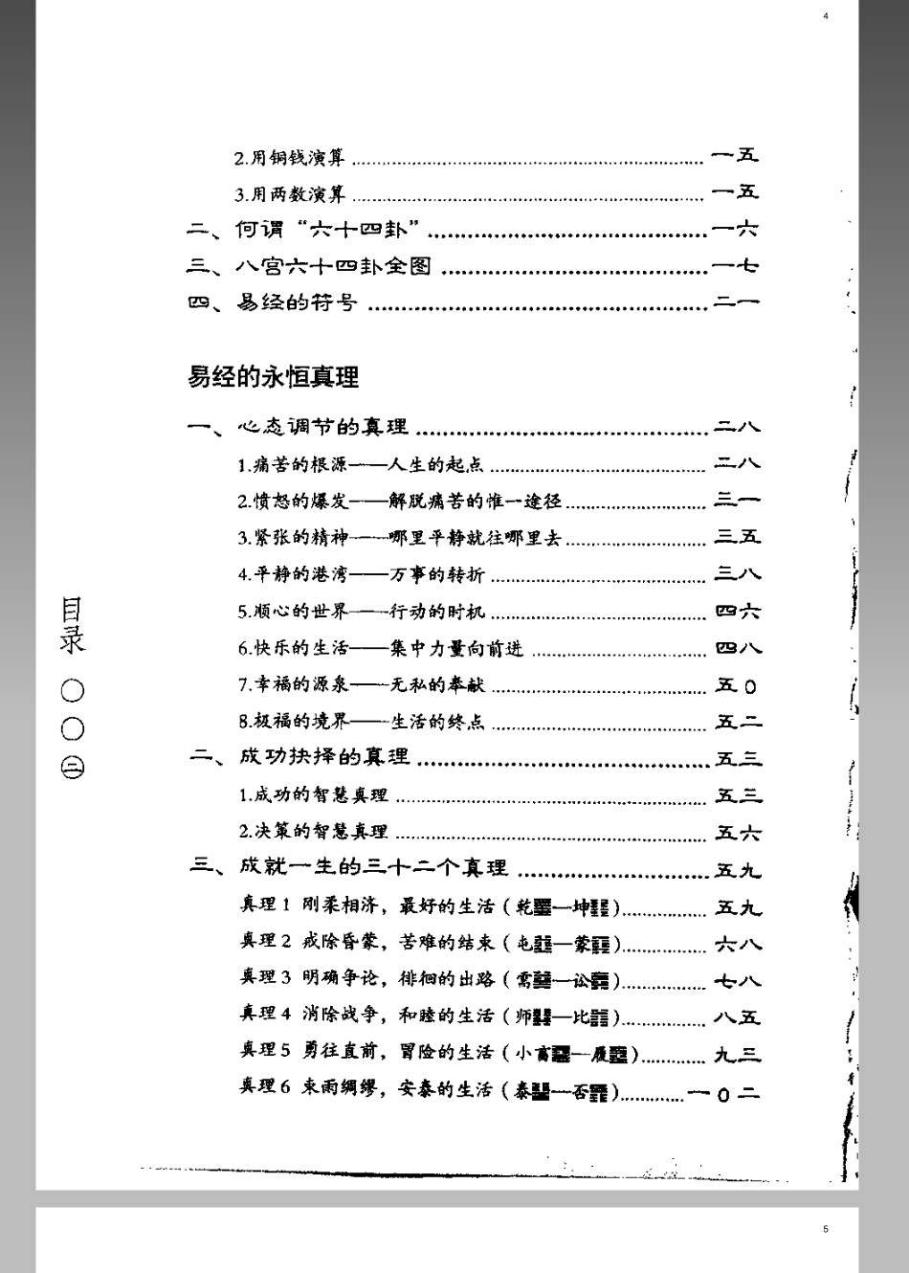 4
2.用铜钱演算 …… 一五
3.用两数演算 …… 一五
二、何谓“六十四卦” …… 一六
三、八宫六十四卦全图 …… 一七
四、易经的符号 …… 二一
易经的永恒真理
一、心态调节的真理 …… 二八
1.痛苦的根源——人生的起点 …… 二八
2.愤怒的爆发——解脱痛苦的惟一途径 …… 三一
3.紧张的精神——哪里平静就往哪里去 …… 三五
4.平静的港湾——万事的转折 …… 三八
5.顺心的世界——行动的时机 …… 四六
6.快乐的生活——集中力量向前进 …… 四八
7.幸福的源泉——无私的奉献 …… 五0
8.极福的境界——生活的终点 …… 五二
二、成功抉择的真理 …… 五三
1.成功的智慧真理 …… 五三
2.决策的智慧真理 …… 五六
三、成就一生的三十二个真理 …… 五九
真理1 刚柔相济，最好的生活（乾—坤） …… 五九
真理2 戒除昏蒙，苦难的结束（屯—蒙） …… 六八
真理3 明确争论，徘徊的出路（需—讼） …… 七八
真理4 消除战争，和睦的生活（师—比） …… 八五
真理5 勇往直前，冒险的生活（小畜—履） …… 九三
真理6 未雨绸缪，安泰的生活（泰—否） …… 一0二
目录 〇〇㊂
5